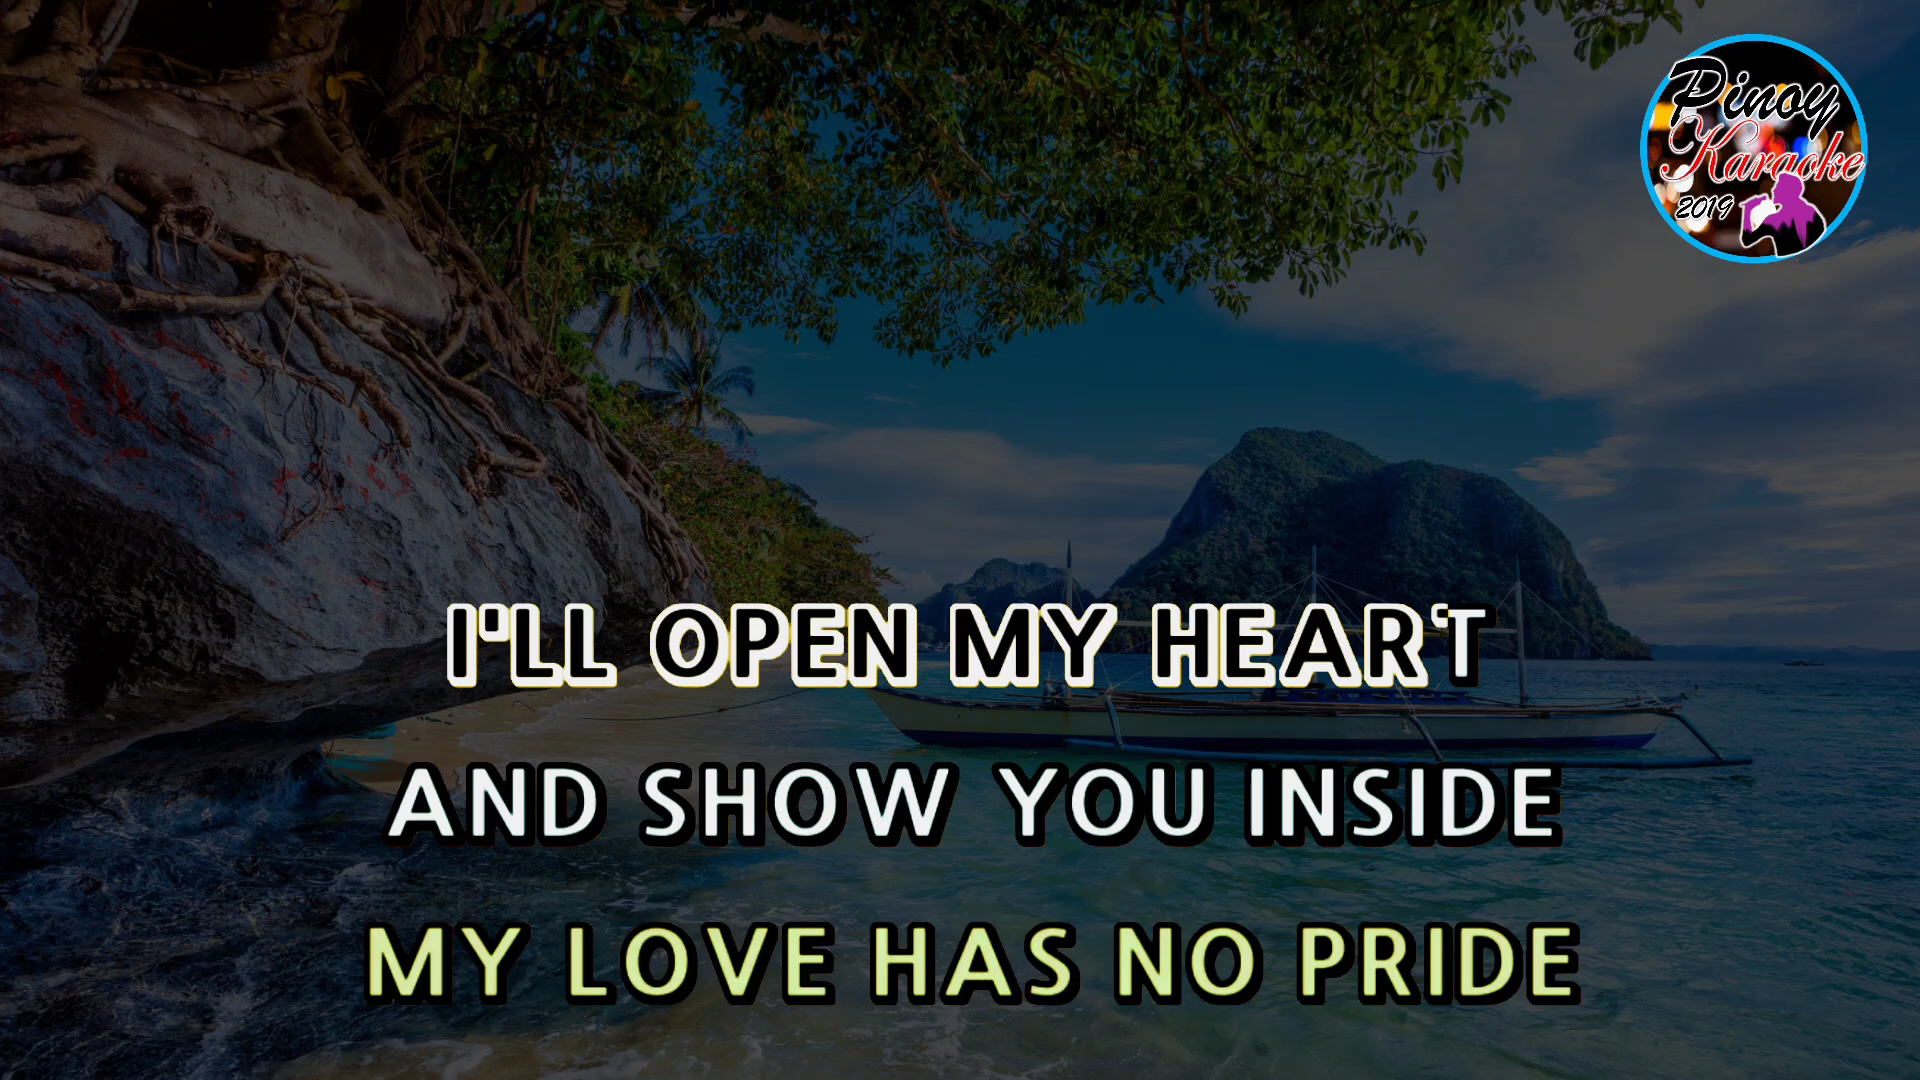 Pinoy
Karaoke
2019
I'LL OPEN MY HEART
AND SHOW YOU INSIDE
MY LOVE HAS NO PRIDE